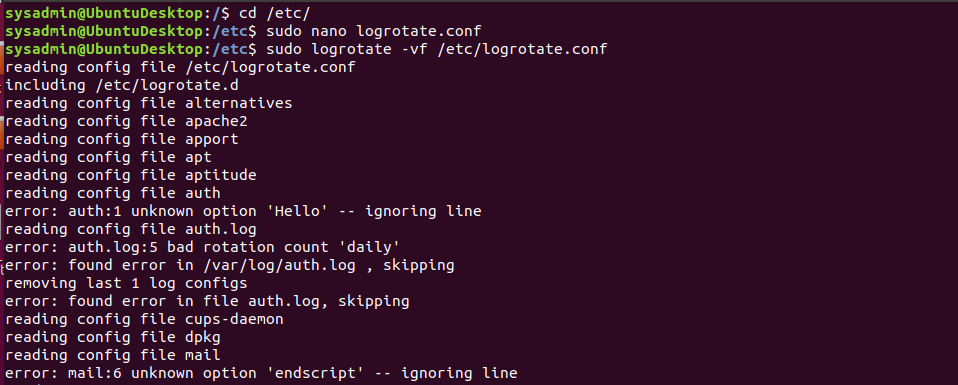 sysadmin@UbuntuDesktop:/$ cd /etc/
sysadmin@UbuntuDesktop:/etc$ sudo nano logrotate.conf
sysadmin@UbuntuDesktop:/etc$ sudo logrotate -vf /etc/logrotate.conf
reading config file /etc/logrotate.conf
including /etc/logrotate.d
reading config file alternatives
reading config file apache2
reading config file apport
reading config file apt
reading config file aptitude
reading config file auth
error: auth:1 unknown option 'Hello' -- ignoring line
reading config file auth.log
error: auth.log:5 bad rotation count 'daily'
error: found error in /var/log/auth.log , skipping
removing last 1 log configs
error: found error in file auth.log, skipping
reading config file cups-daemon
reading config file dpkg
reading config file mail
error: mail:6 unknown option 'endscript' -- ignoring line